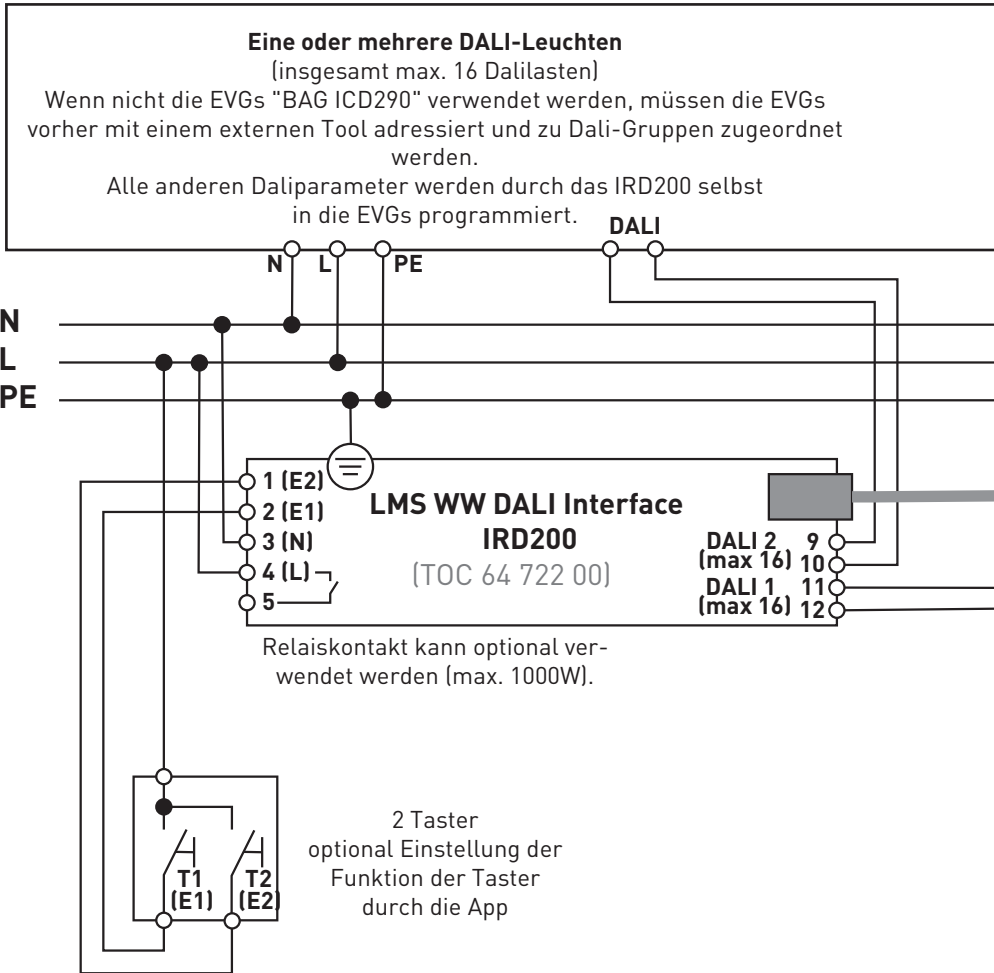 Eine oder mehrere DALI-Leuchten
(insgesamt max. 16 Dalilasten)
Wenn nicht die EVGs "BAG ICD290" verwendet werden, müssen die EVGs
vorher mit einem externen Tool adressiert und zu Dali-Gruppen zugeordnet
werden.
Alle anderen Daliparameter werden durch das IRD200 selbst
in die EVGs programmiert.
DALI
N L PE
N
L
PE
1 (E2)
2 (E1)
3 (N)
4 (L)
5
LMS WW DALI Interface
IRD200
(TOC 64 722 00)
DALI 2 9
(max 16) 10
DALI 1 11
(max 16) 12
Relaiskontakt kann optional ver-
wendet werden (max. 1000W).
2 Taster
optional Einstellung der
Funktion der Taster
durch die App
T1 T2
(E1) (E2)